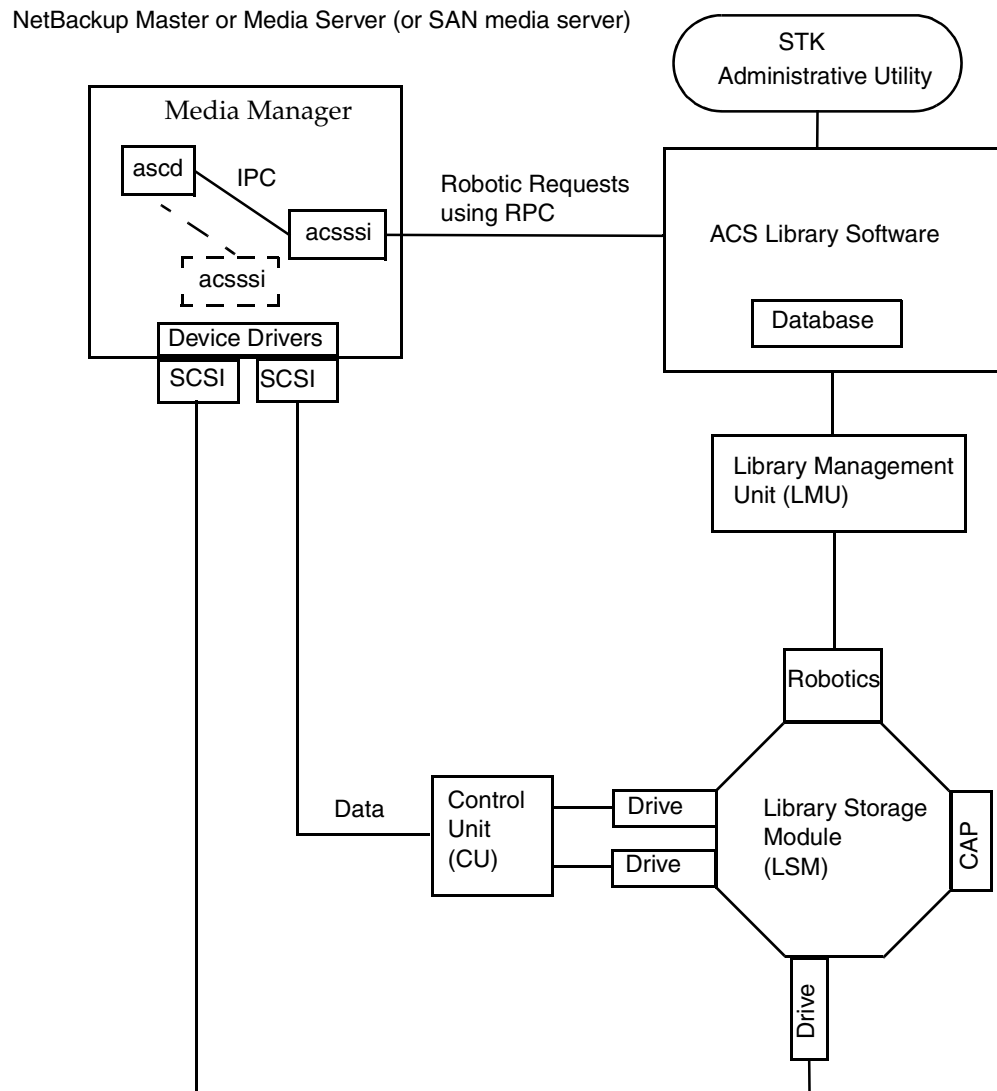 NetBackup Master or Media Server (or SAN media server)
STK
Administrative Utility
Media Manager
ascd
IPC
acsssi
acsssi
Robotic Requests
using RPC
ACS Library Software
Database
Device Drivers
SCSI
SCSI
Library Management
Unit (LMU)
Robotics
Data
Control
Unit
(CU)
Drive
Drive
Library Storage
Module
(LSM)
CAP
Drive